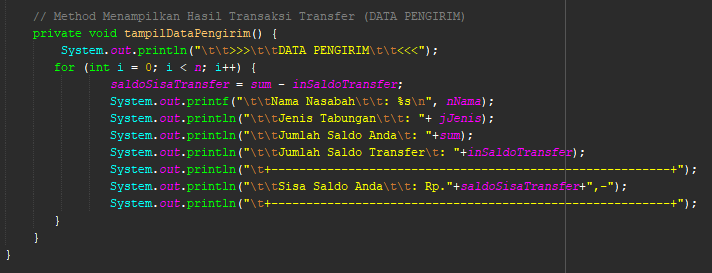 // Method Menampilkan Hasil Transaksi Transfer (DATA PENGIRIM)
private void tampilDataPengirim() {
System.out.println("\t\t>>>\t\tDATA PENGIRIM\t\t<<<");
for (int i = 0; i < n; i++) {
saldoSisaTransfer = sum - inSaldoTransfer;
System.out.printf("\t\tNama Nasabah\t\t: %s\n", nNama);
System.out.println("\t\tJenis Tabungan\t\t: "+ jJenis);
System.out.println("\t\tJumlah Saldo Anda\t: "+sum);
System.out.println("\t\tJumlah Saldo Transfer\t: "+inSaldoTransfer);
System.out.println("\t+---------------------------------------------------------+");
System.out.println("\t\tSisa Saldo Anda\t\t: Rp."+saldoSisaTransfer+",-");
System.out.println("\t+---------------------------------------------------------+");
}
}
}